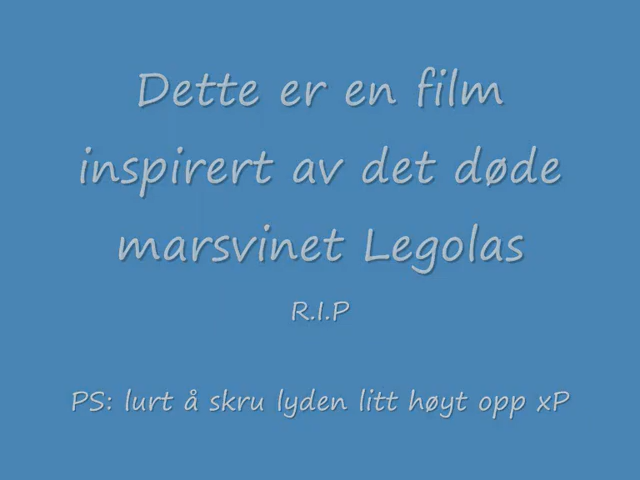 Dette er en film
inspirert av det døde
marsvinet Legolas
R.I.P
PS: lurt å skru lyden litt høyt opp xP